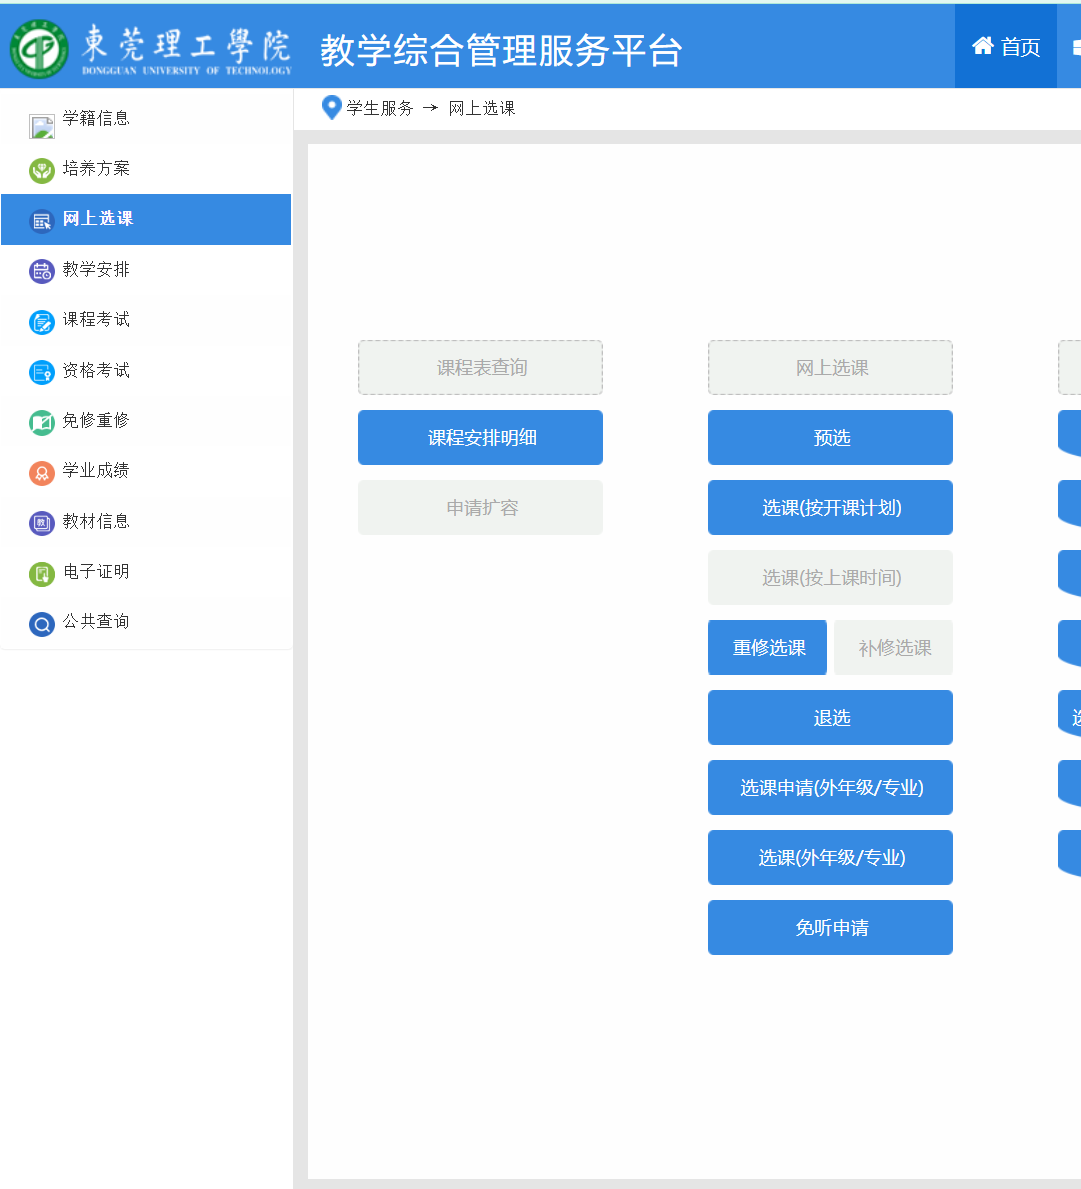 東莞理工學院
DONGGUAN UNIVERSITY OF TECHNOLOGY
教学综合管理服务平台
首页
学生服务 → 网上选课
学籍信息
培养方案
网上选课
教学安排
课程考试
资格考试
免修重修
学业成绩
教材信息
电子证明
公共查询
课程表查询
课程安排明细
申请扩容
网上选课
预选
选课(按开课计划)
选课(按上课时间)
重修选课
补修选课
退选
选课申请(外年级/专业)
选课(外年级/专业)
免听申请